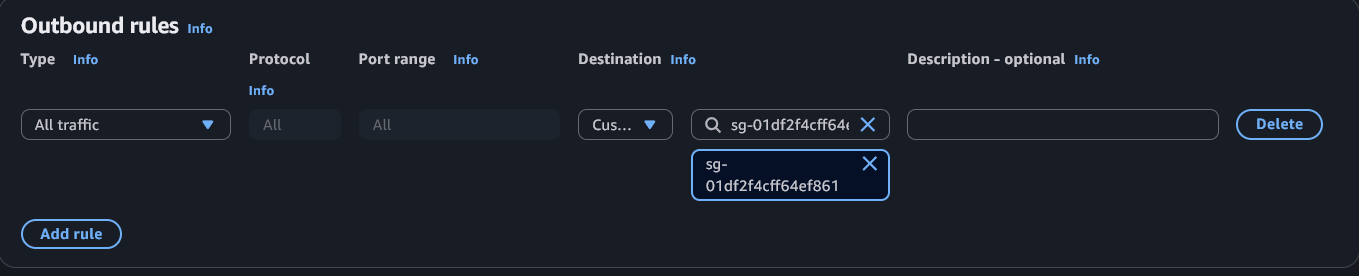 Outbound rules Info
Type Info Protocol Info Port range Info Destination Info Description - optional Info
All traffic All All Cus... sg-01df2f4cff64e Delete
sg-
01df2f4cff64ef861
Add rule